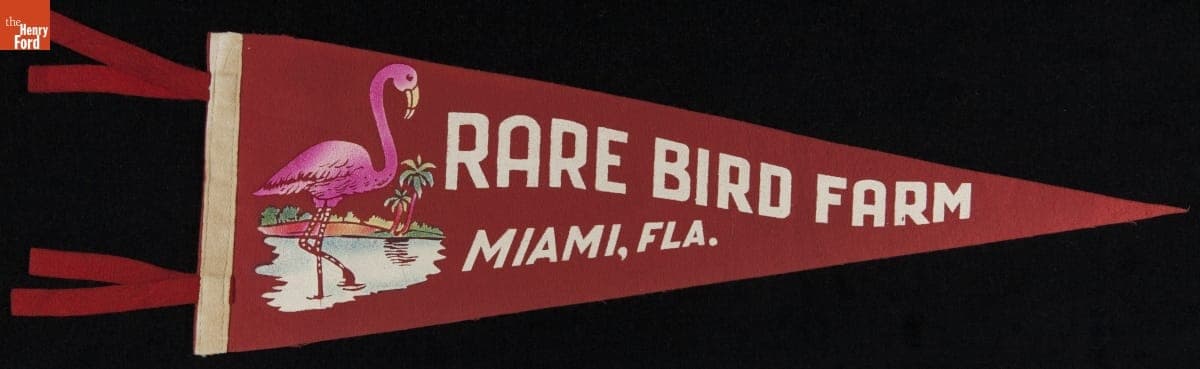 the
Henry
Ford
RARE BIRD FARM
MIAMI, FLA.